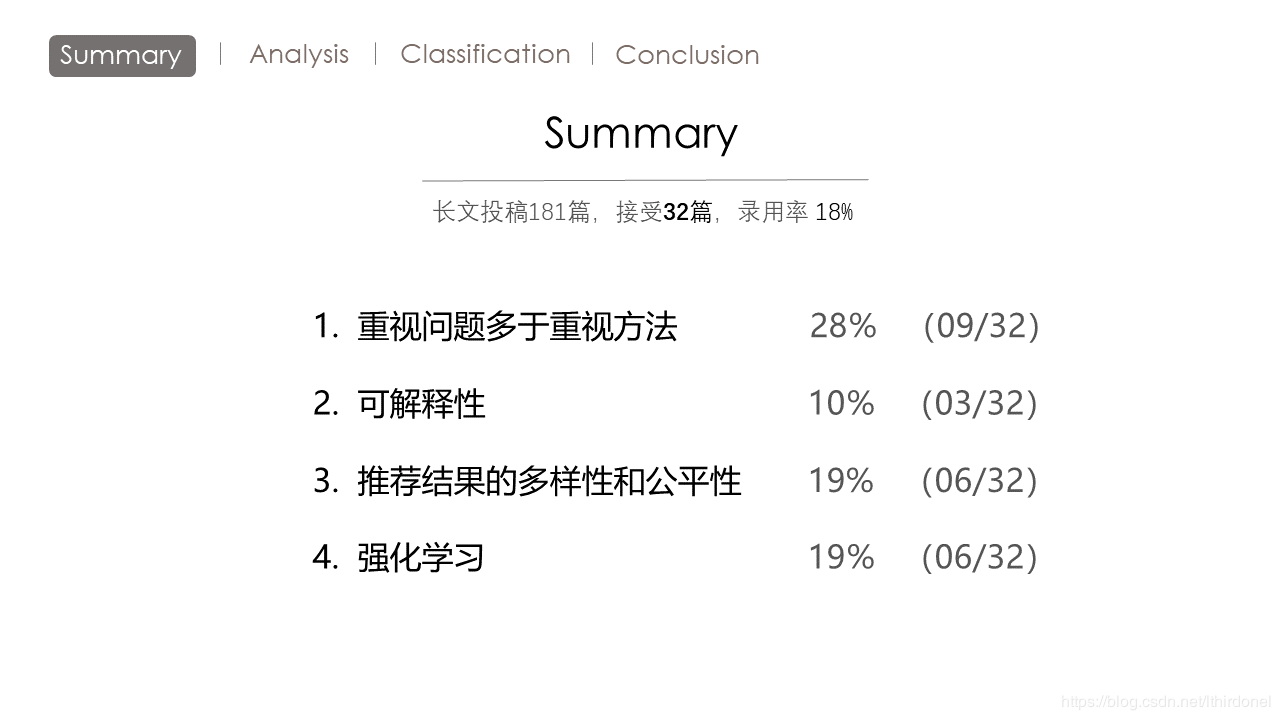 Summary | Analysis | Classification | Conclusion
Summary
长文投稿181篇，接受32篇，录用率 18%
1. 重视问题多于重视方法 28% （09/32）
2. 可解释性 10% （03/32）
3. 推荐结果的多样性和公平性 19% （06/32）
4. 强化学习 19% （06/32）
https://blog.csdn.net/lthirdonel